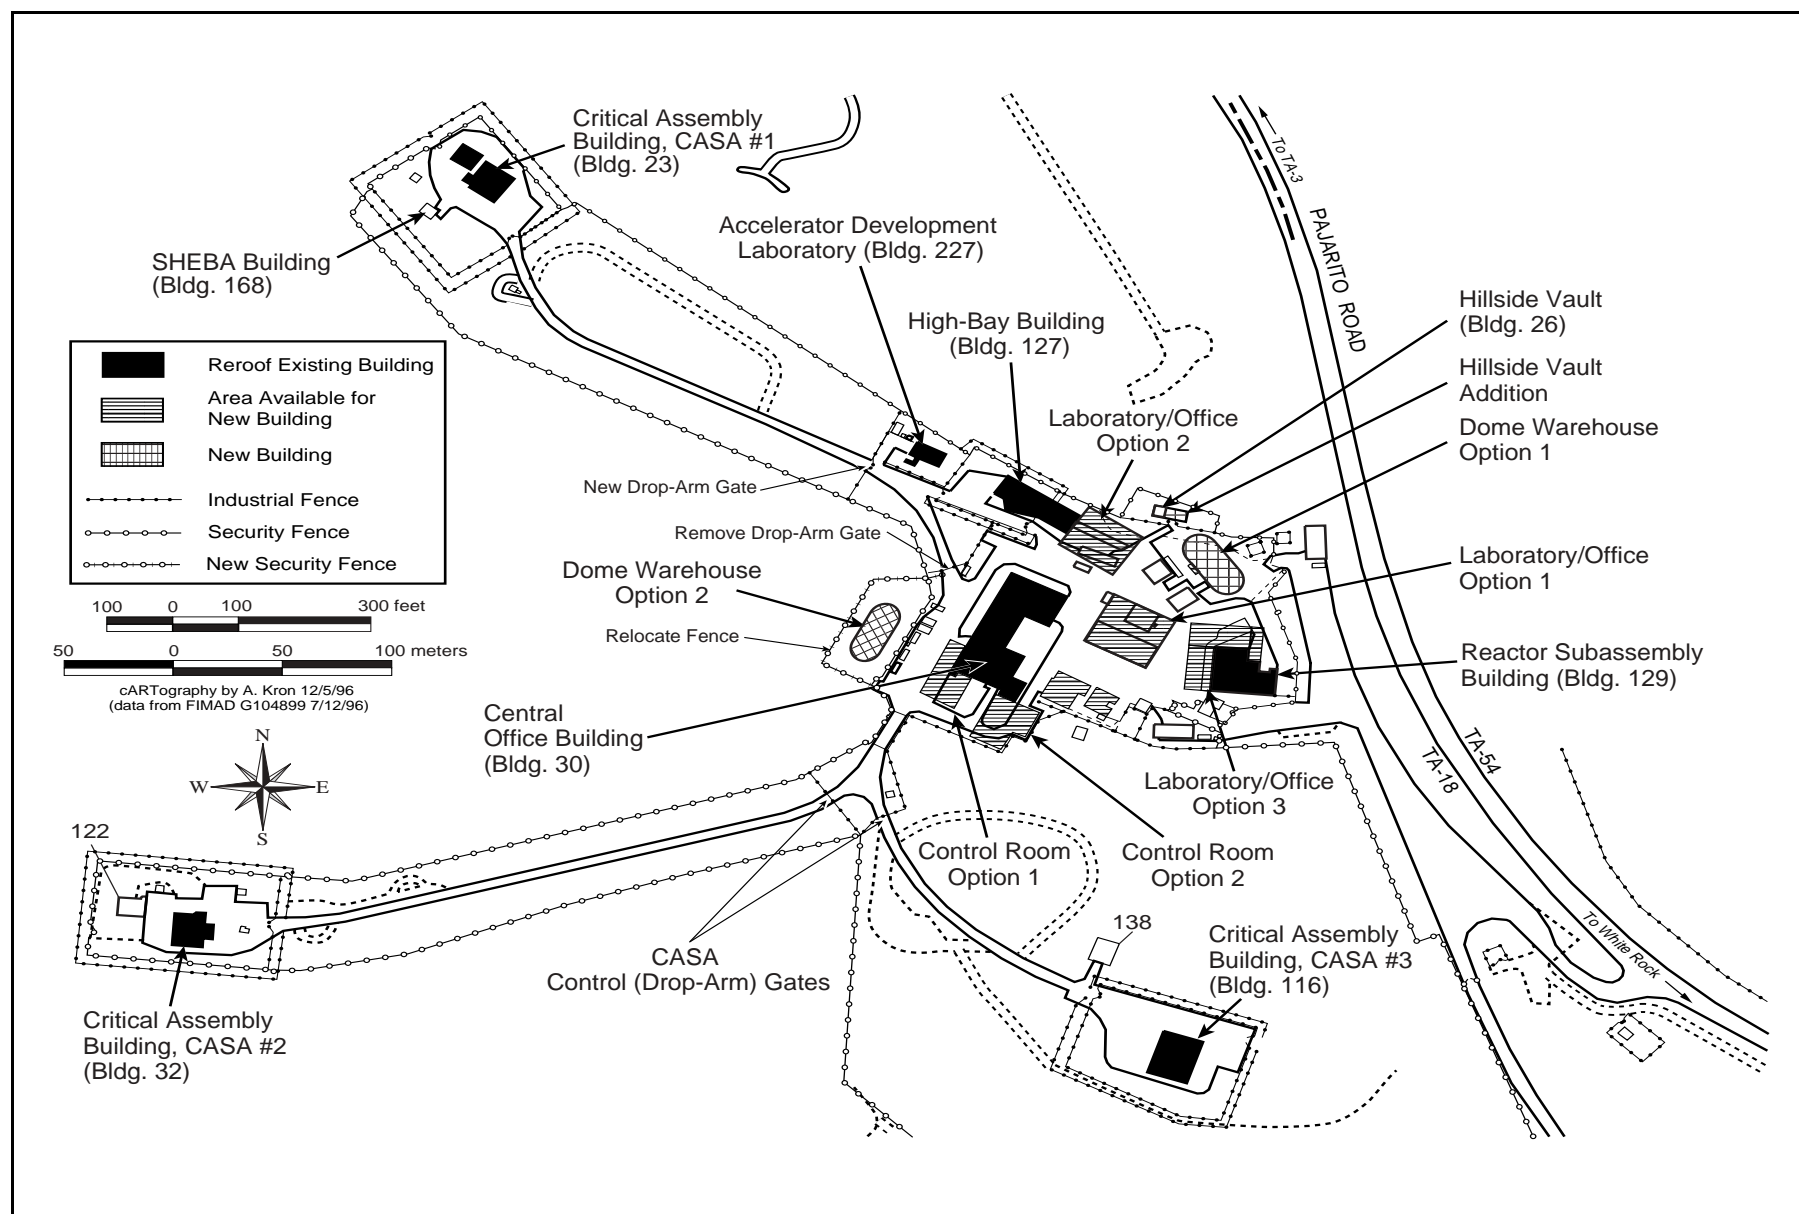 Critical Assembly
Building, CASA #1
(Bldg. 23)
To TA-3
PAJARITO ROAD
Accelerator Development
Laboratory (Bldg. 227)
SHEBA Building
(Bldg. 168)
High-Bay Building
(Bldg. 127)
Hillside Vault
(Bldg. 26)
Hillside Vault
Addition
Laboratory/Office
Option 2
Dome Warehouse
Option 1
Reroof Existing Building
Area Available for
New Building
New Building
Industrial Fence
Security Fence
New Security Fence
New Drop-Arm Gate
Remove Drop-Arm Gate
Dome Warehouse
Option 2
Relocate Fence
Laboratory/Office
Option 1
Reactor Subassembly
Building (Bldg. 129)
100 0 100 300 feet
50 0 50 100 meters
cARTography by A. Kron 12/5/96
(data from FIMAD G104899 7/12/96)
N
W E
S
Central
Office Building
(Bldg. 30)
TA-54
TA-18
Laboratory/Office
Option 3
Control Room
Option 1
Control Room
Option 2
122
138
To White Rock
CASA
Control (Drop-Arm) Gates
Critical Assembly
Building, CASA #3
(Bldg. 116)
Critical Assembly
Building, CASA #2
(Bldg. 32)